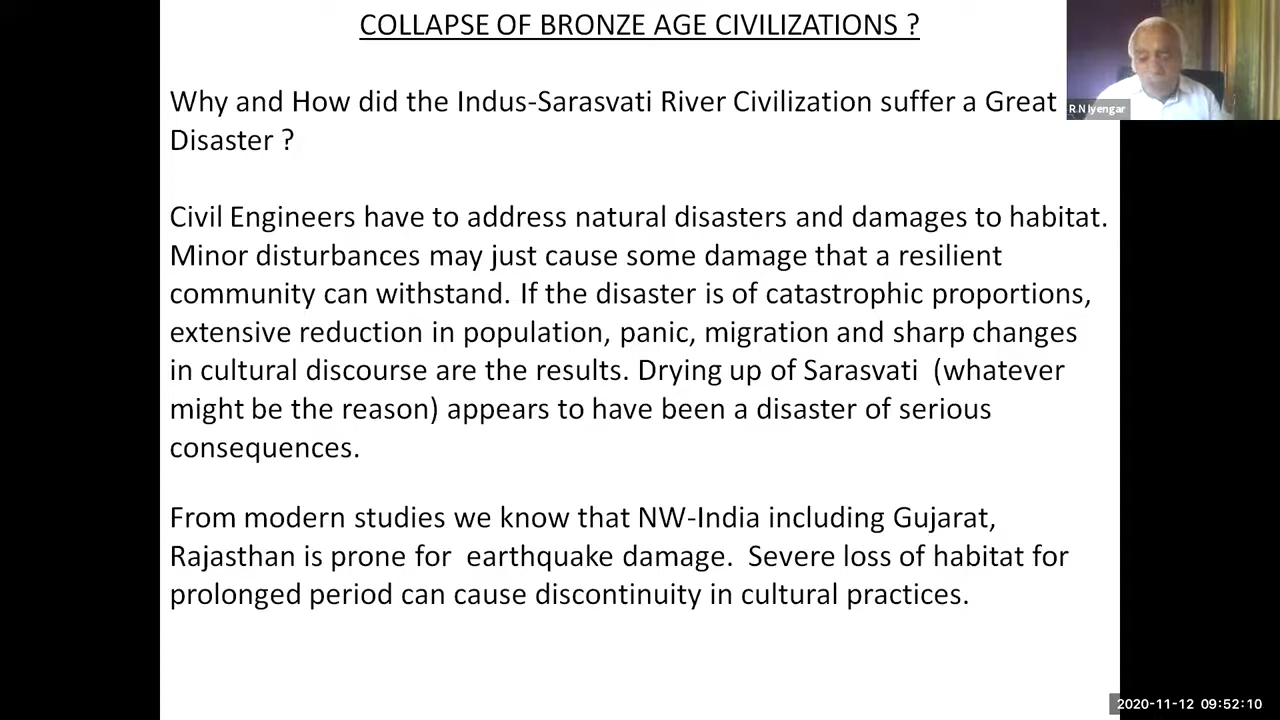 COLLAPSE OF BRONZE AGE CIVILIZATIONS ?
Why and How did the Indus-Sarasvati River Civilization suffer a Great
Disaster ?
Civil Engineers have to address natural disasters and damages to habitat.
Minor disturbances may just cause some damage that a resilient
community can withstand. If the disaster is of catastrophic proportions,
extensive reduction in population, panic, migration and sharp changes
in cultural discourse are the results. Drying up of Sarasvati  (whatever
might be the reason) appears to have been a disaster of serious
consequences.
From modern studies we know that NW-India including Gujarat,
Rajasthan is prone for  earthquake damage.  Severe loss of habitat for
prolonged period can cause discontinuity in cultural practices.
R N Iyengar
2020-11-12 09:52:10